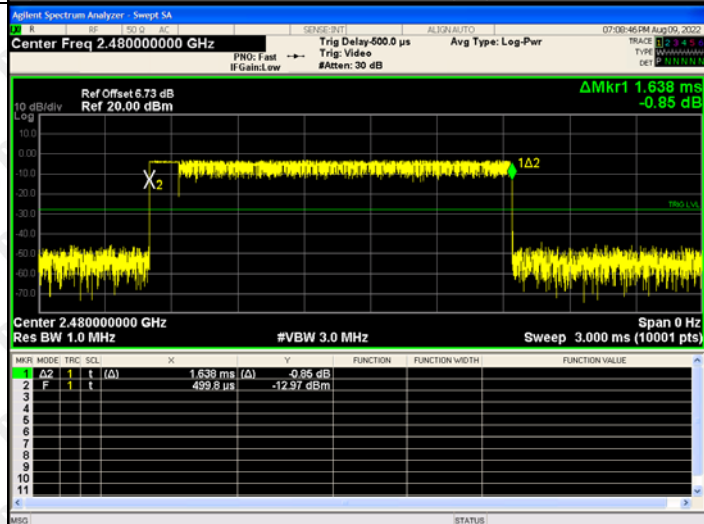 Agilent Spectrum Analyzer - Swept SA
R RF 50 Ω AC SENSE:INT ALIGNAUTO 07:08:46 PM Aug 09, 2022
Center Freq 2.480000000 GHz
PNO: Fast
IFGain:Low
Trig Delay-500.0 µs
Trig: Video
#Atten: 30 dB
Avg Type: Log-Pwr
TRACE 1 2 3 4 5 6
TYPE
DET P N N N N N
ΔMkr1 1.638 ms
-0.85 dB
Ref Offset 6.73 dB
10 dB/div Ref 20.00 dBm
Log
10.0
0.00
-10.0
-20.0
-30.0
-40.0
-50.0
-60.0
-70.0
X2
1Δ2
TRIG LVL
Center 2.480000000 GHz Span 0 Hz
Res BW 1.0 MHz #VBW 3.0 MHz Sweep 3.000 ms (10001 pts)
MKR MODE TRC SCL X Y FUNCTION FUNCTION WIDTH FUNCTION VALUE
1 Δ2 1 t (Δ) 1.638 ms (Δ) -0.85 dB
2 F 1 t 499.8 µs -12.97 dBm
3
4
5
6
7
8
9
10
11
MSG STATUS